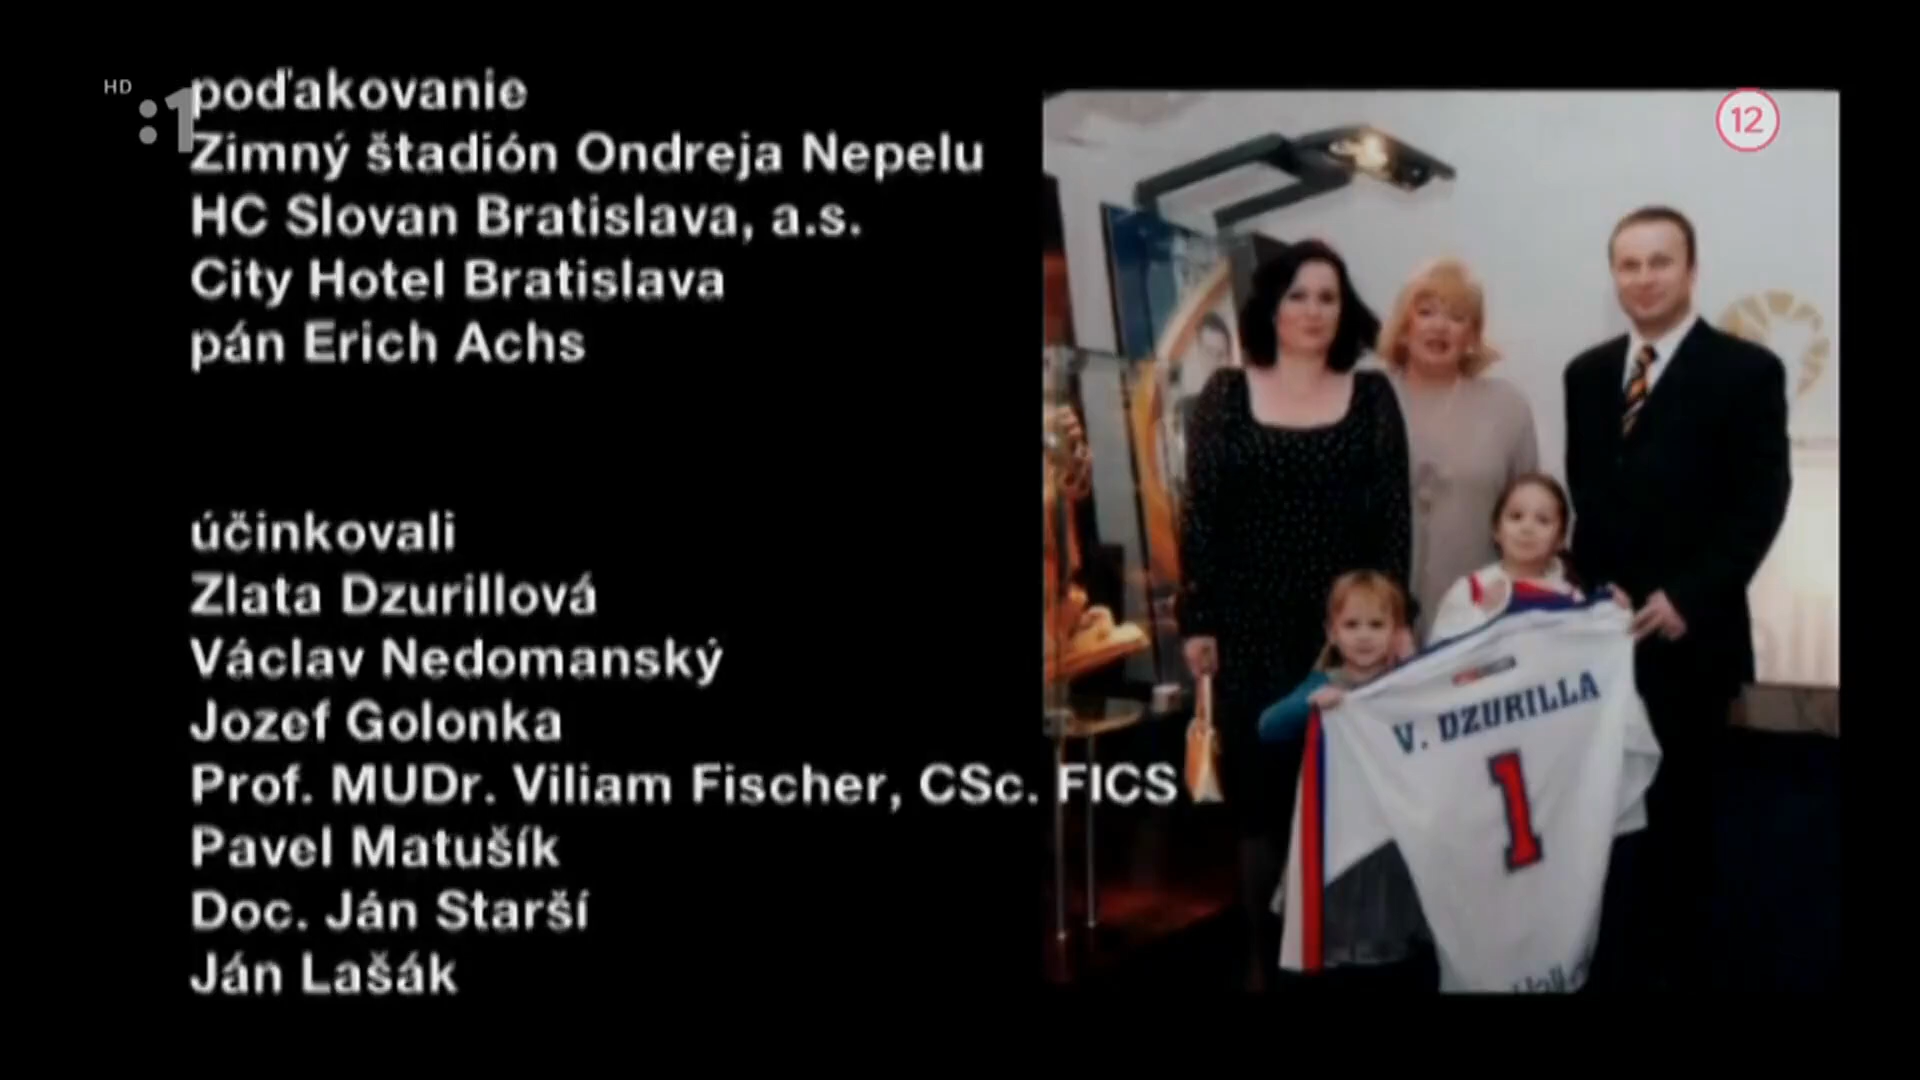 HD
:1
poďakovanie
Zimný štadión Ondreja Nepelu
HC Slovan Bratislava, a.s.
City Hotel Bratislava
pán Erich Achs
účinkovali
Zlata Dzurillová
Václav Nedomanský
Jozef Golonka
Prof. MUDr. Viliam Fischer, CSc. FICS
Pavel Matušík
Doc. Ján Starší
Ján Lašák
12
V. DZURILLA
1